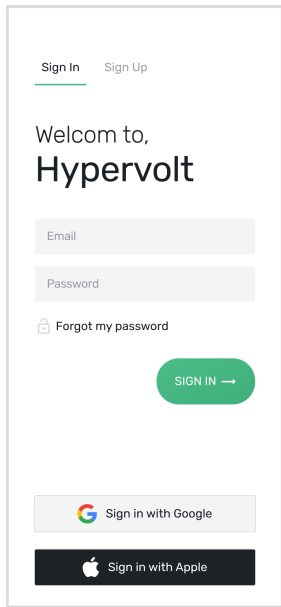 Sign In Sign Up
Welcom to,
Hypervolt
Email
Password
Forgot my password
SIGN IN →
Sign in with Google
Sign in with Apple